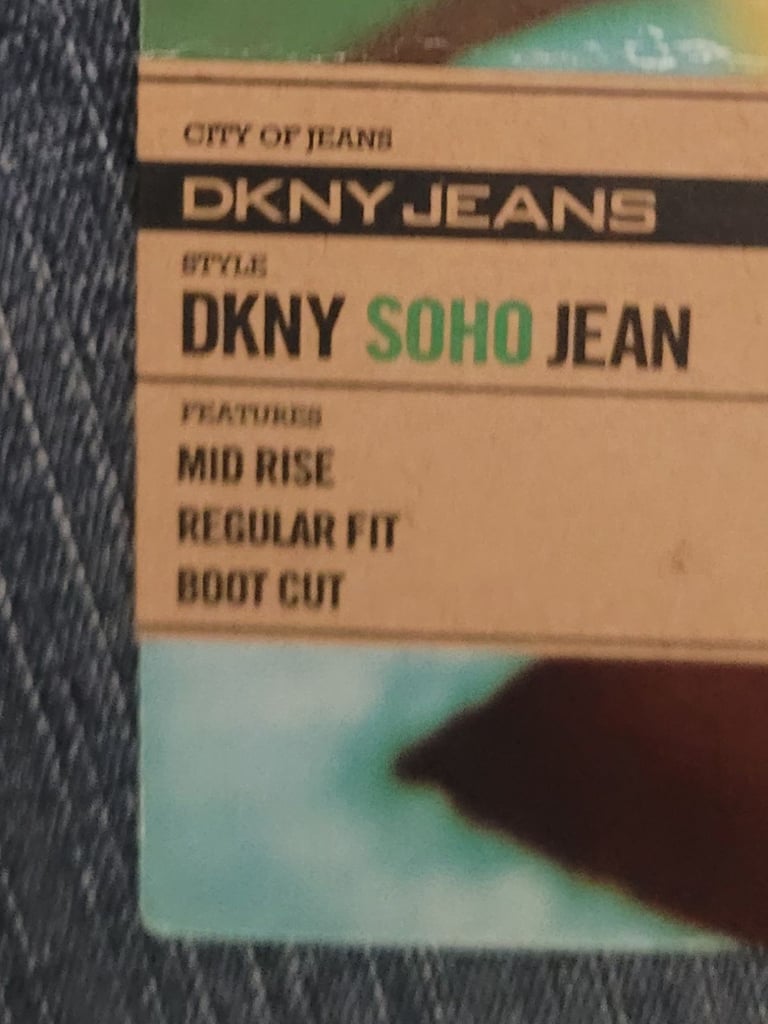 CITY OF JEANS
DKNY JEANS
STYLE
DKNY SOHO JEAN
FEATURES
MID RISE
REGULAR FIT
BOOT CUT